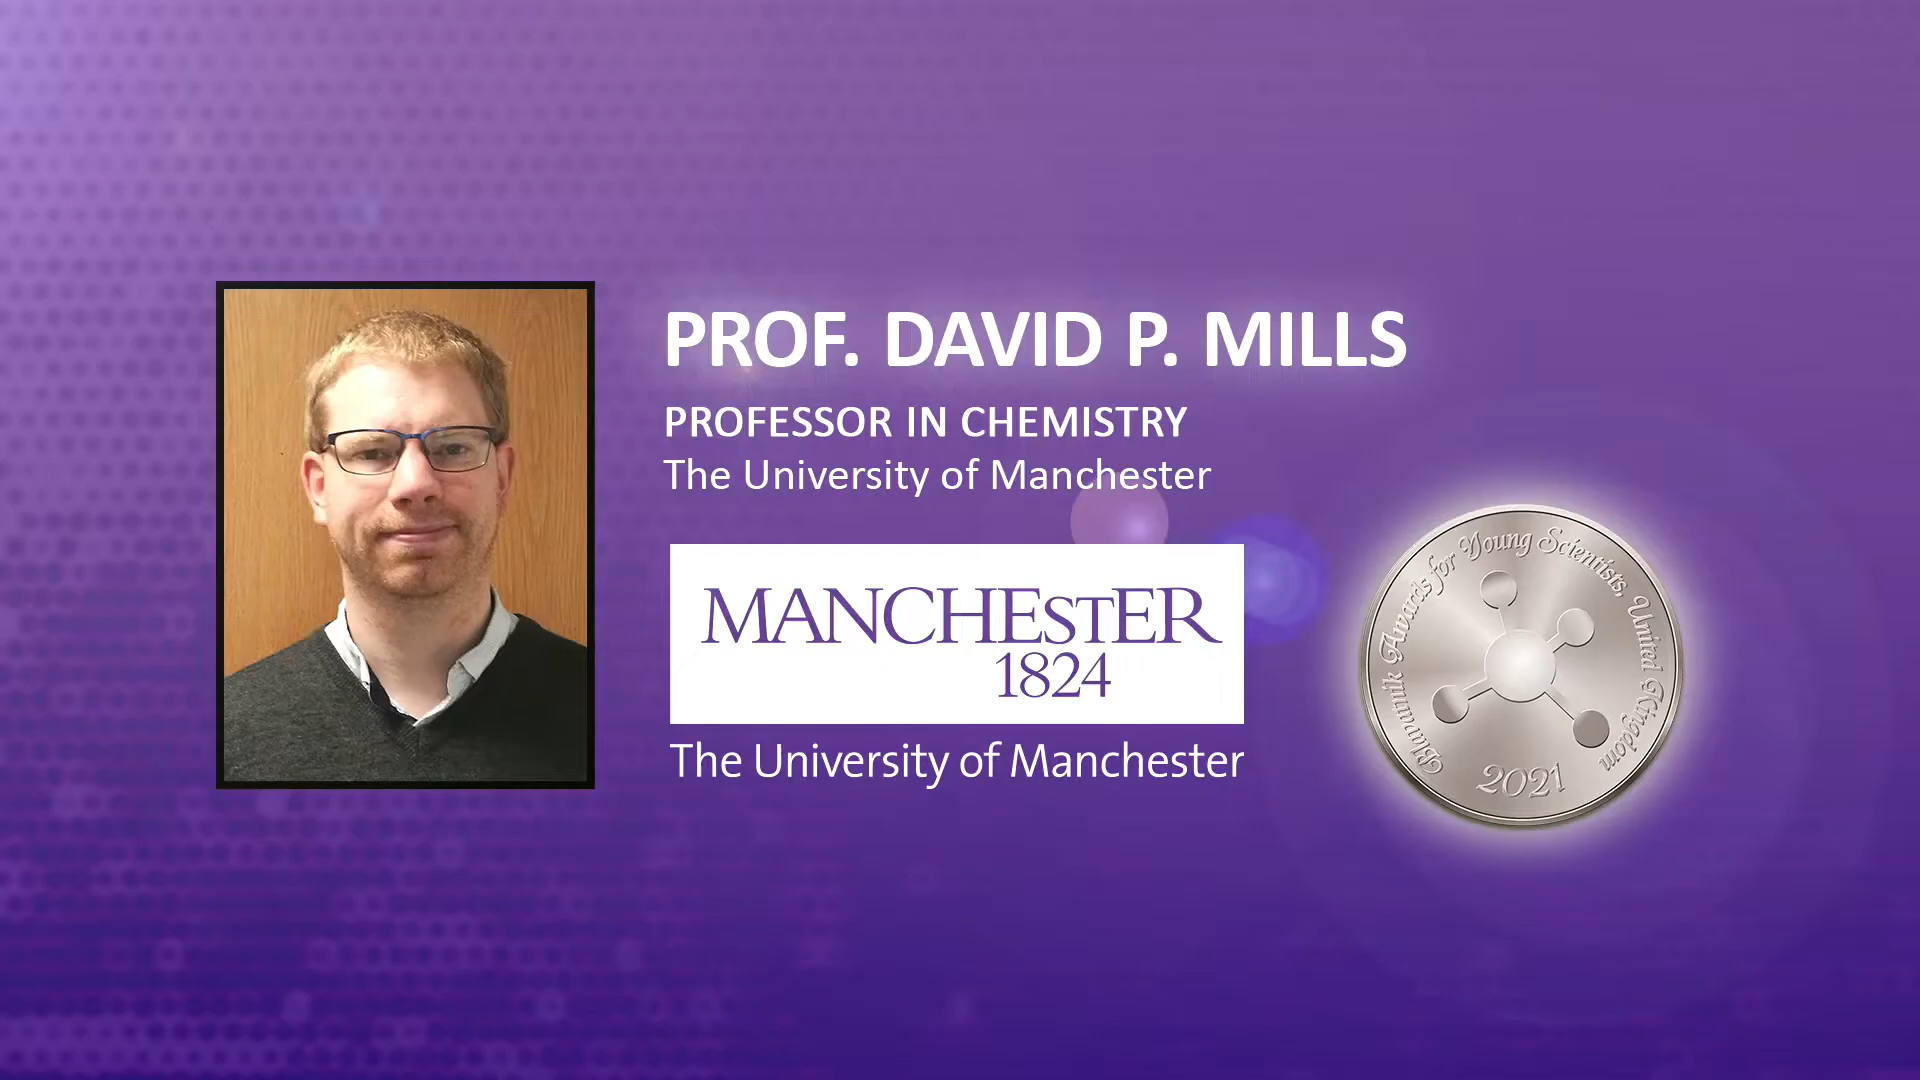 PROF. DAVID P. MILLS
PROFESSOR IN CHEMISTRY
The University of Manchester
MANCHESTER
1824
The University of Manchester
Blavatnik Awards for Young Scientists, United Kingdom
2021